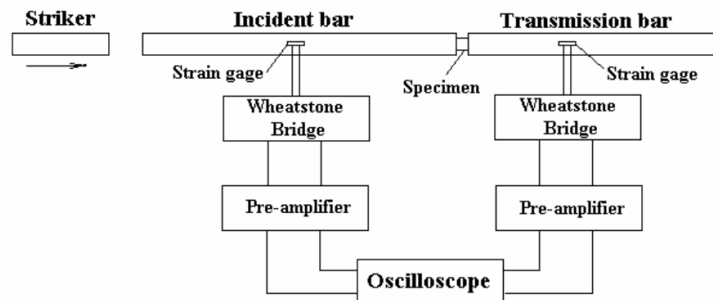 Striker
Incident bar
Transmission bar
Strain gage
Specimen
Strain gage
Wheatstone
Bridge
Wheatstone
Bridge
Pre-amplifier
Pre-amplifier
Oscilloscope